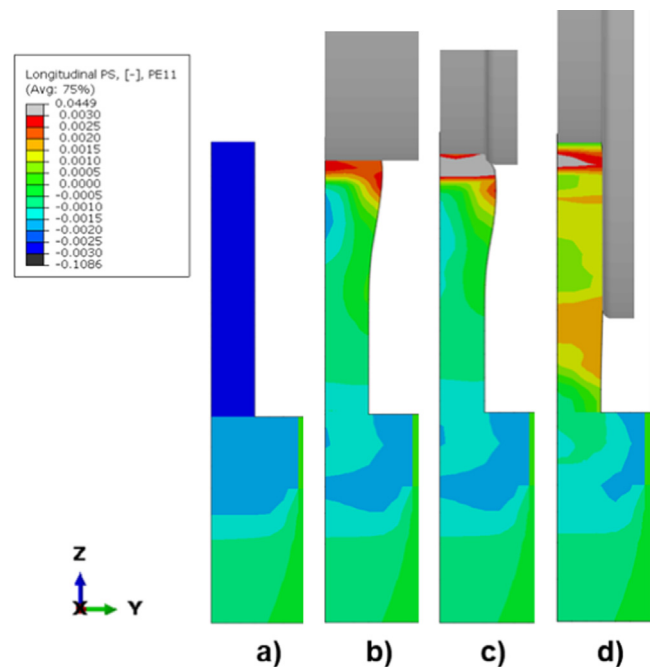 Longitudinal PS, [-], PE11
(Avg: 75%)
0.0449
0.0030
0.0025
0.0020
0.0015
0.0010
0.0005
0.0000
-0.0005
-0.0010
-0.0015
-0.0020
-0.0025
-0.0030
-0.1086
Z
X
Y
a)
b)
c)
d)